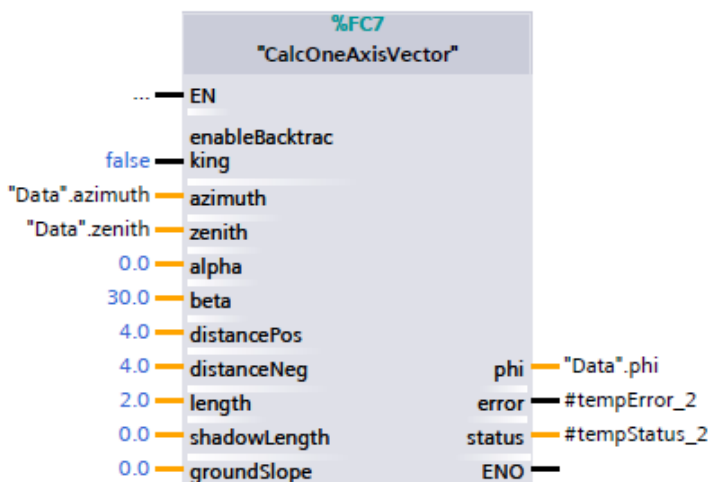 %FC7
"CalcOneAxisVector"
... EN
enableBacktrac
false king
"Data".azimuth azimuth
"Data".zenith zenith
0.0 alpha
30.0 beta
4.0 distancePos
4.0 distanceNeg phi "Data".phi
2.0 length error #tempError_2
0.0 shadowLength status #tempStatus_2
0.0 groundSlope ENO